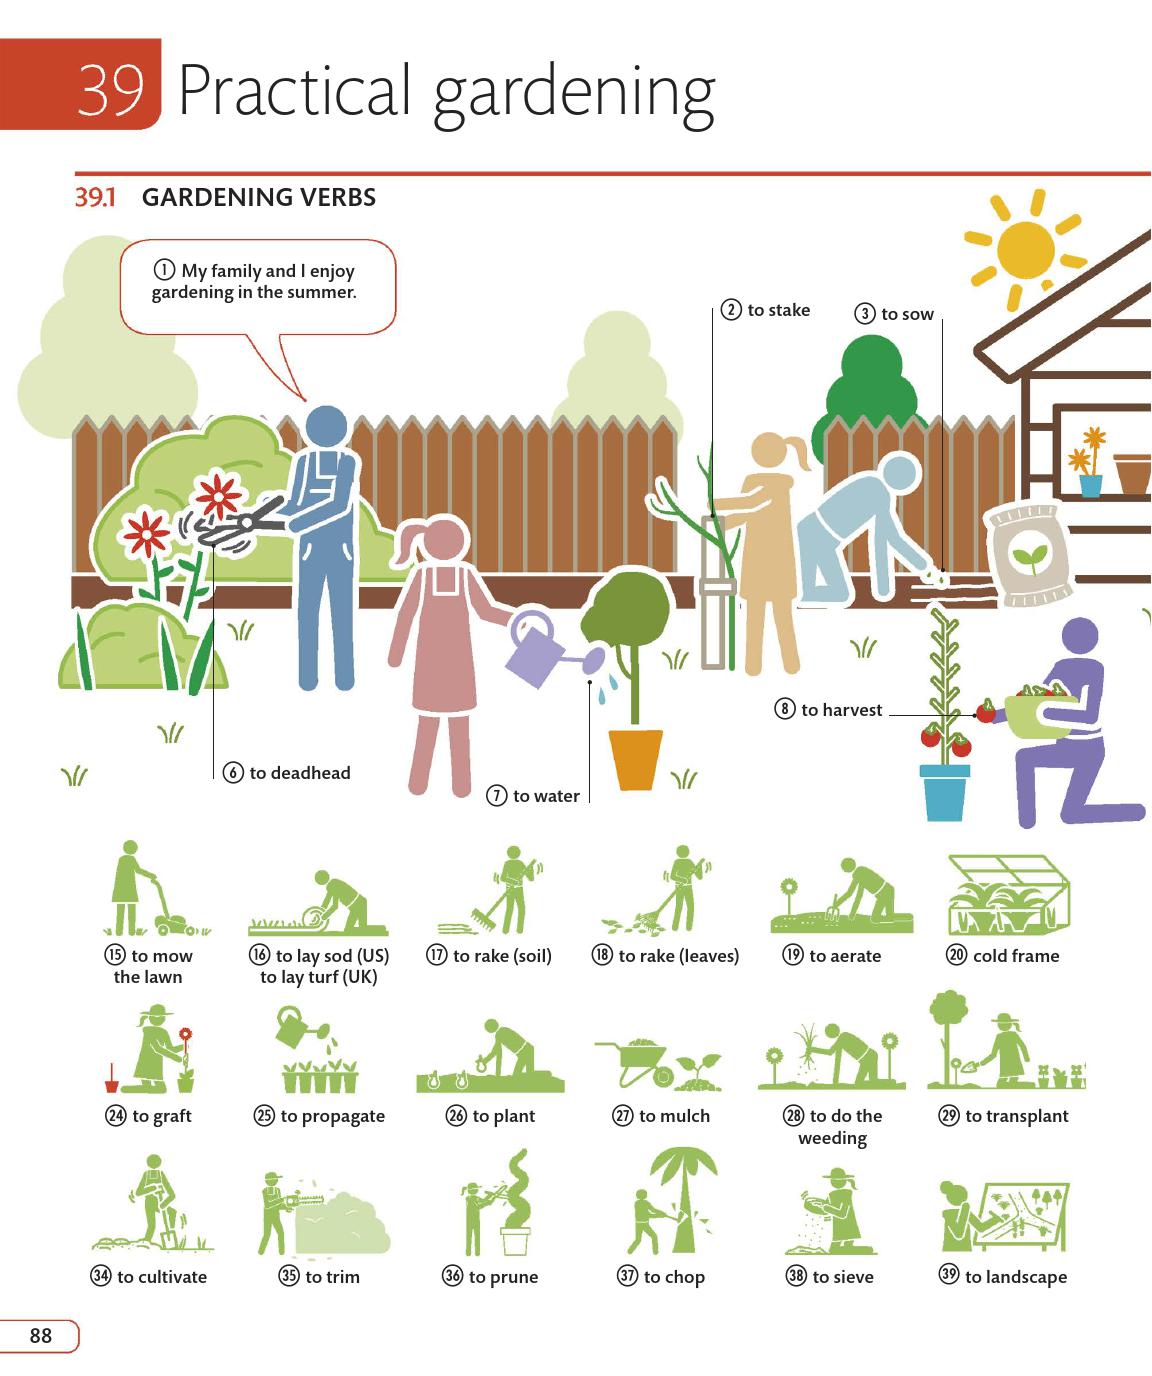 39 Practical gardening
39.1 GARDENING VERBS
1 My family and I enjoy
gardening in the summer.
2 to stake
3 to sow
8 to harvest
6 to deadhead
7 to water
15 to mow
the lawn
16 to lay sod (US)
to lay turf (UK)
17 to rake (soil)
18 to rake (leaves)
19 to aerate
20 cold frame
24 to graft
25 to propagate
26 to plant
27 to mulch
28 to do the
weeding
29 to transplant
34 to cultivate
35 to trim
36 to prune
37 to chop
38 to sieve
39 to landscape
88